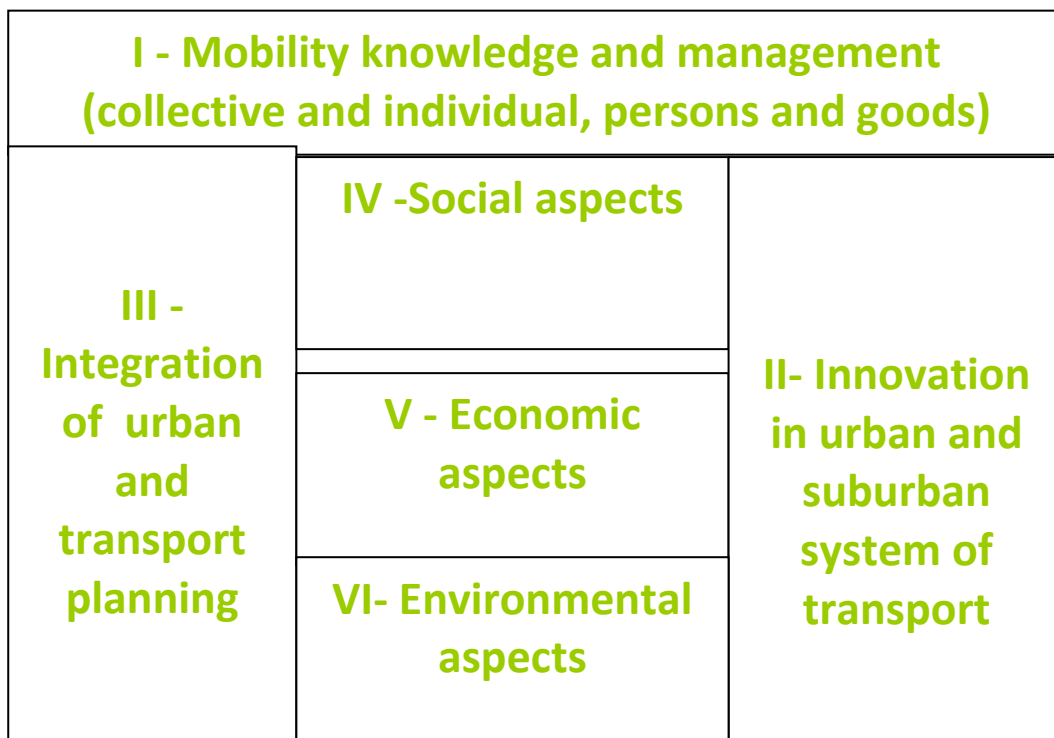 I - Mobility knowledge and management
(collective and individual, persons and goods)
III -
Integration
of urban
and
transport
planning
IV -Social aspects
V - Economic
aspects
VI- Environmental
aspects
II- Innovation
in urban and
suburban
system of
transport